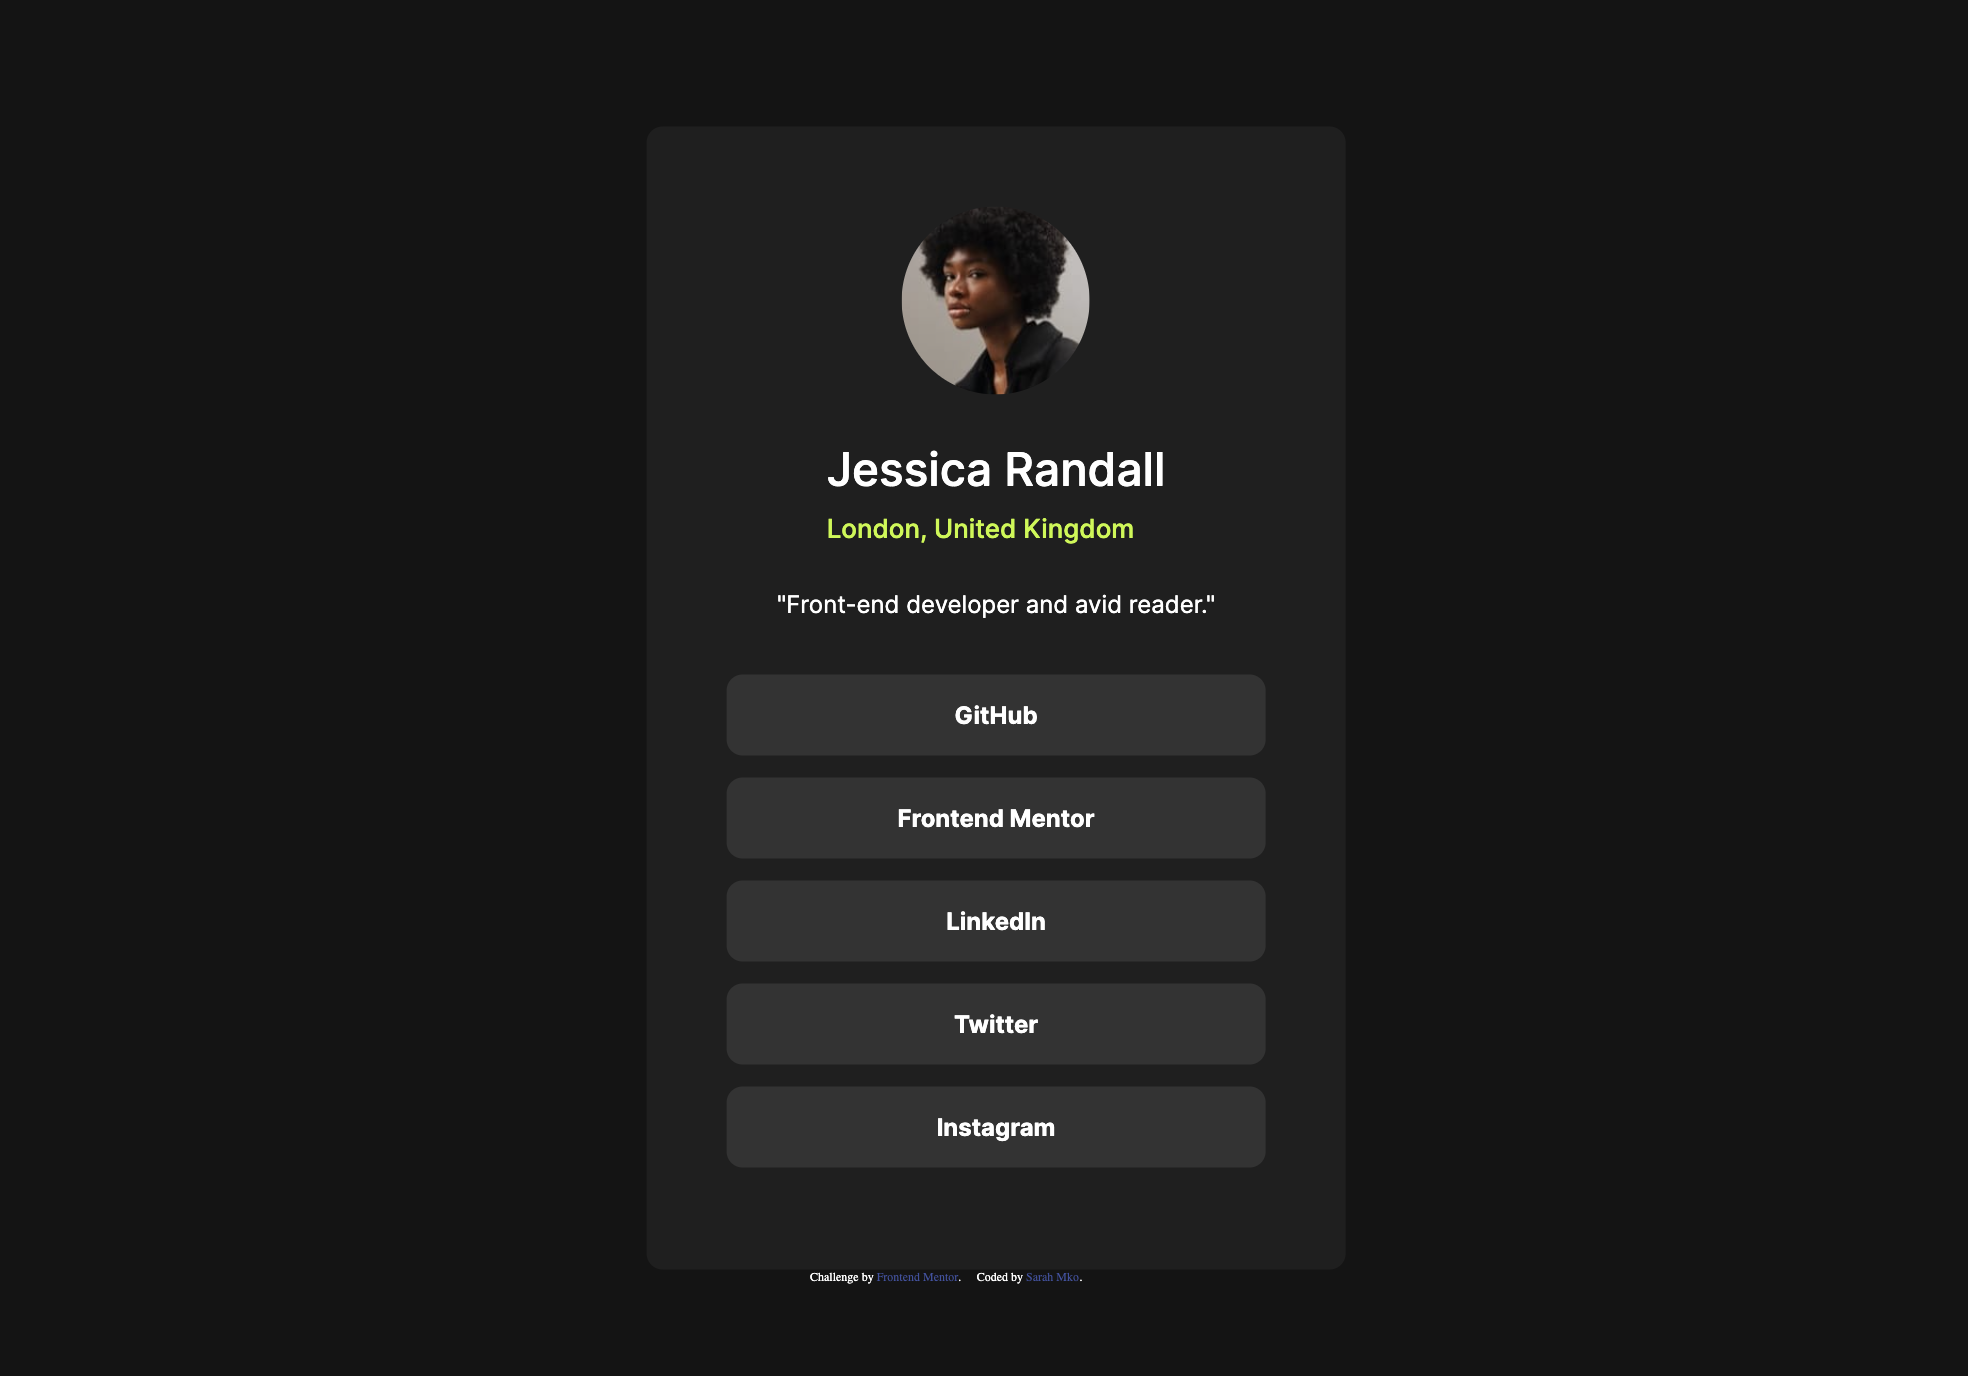 Jessica Randall
London, United Kingdom
"Front-end developer and avid reader."
GitHub
Frontend Mentor
LinkedIn
Twitter
Instagram
Challenge by Frontend Mentor. Coded by Sarah Mko.